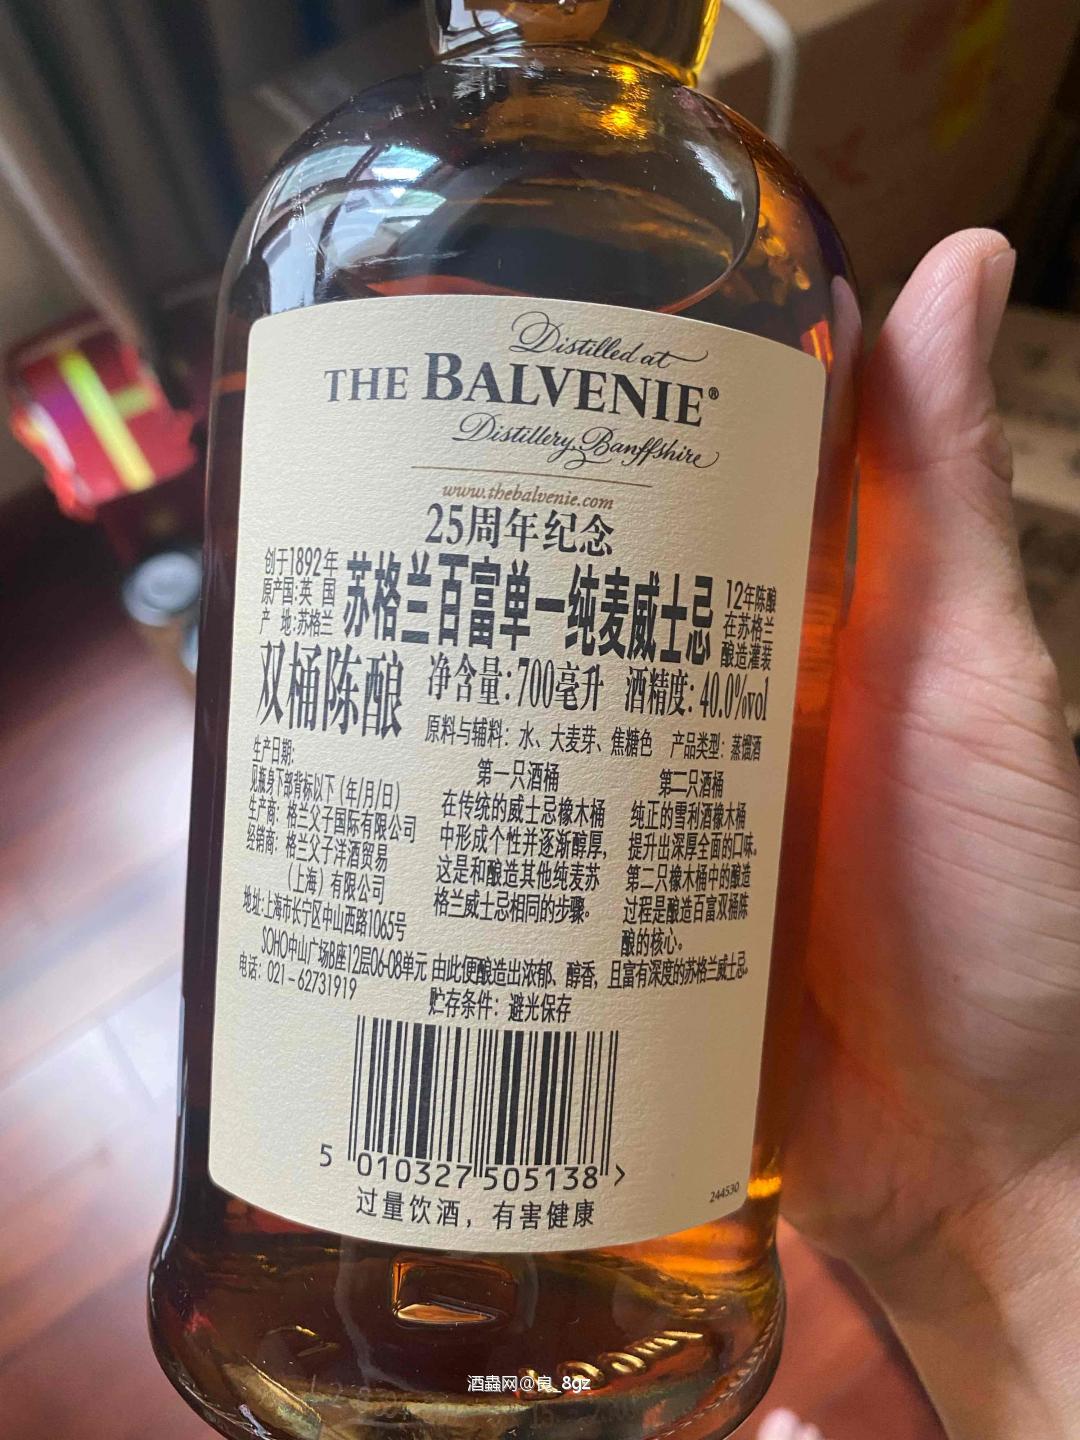 Distilled at
THE BALVENIE®
Distillery, Banffshire
www.thebalvenie.com
25周年纪念
创于1892年
原产国:英 国
产 地:苏格兰
苏格兰百富单一纯麦威士忌
12年陈酿
在苏格兰
酿造灌装
双桶陈酿
净含量:700毫升 酒精度: 40.0%vol
原料与辅料: 水、大麦芽、焦糖色 产品类型: 蒸馏酒
生产日期:
见瓶身下部背标以下 (年/月/日)
生产商: 格兰父子国际有限公司
经销商: 格兰父子洋酒贸易
(上海) 有限公司
地址:上海市长宁区中山西路1065号
SOHO中山广场B座12层06-08单元
电话: 021-62731919
第一只酒桶
在传统的威士忌橡木桶
中形成个性并逐渐醇厚,
这是和酿造其他纯麦苏
格兰威士忌相同的步骤。
第二只酒桶
纯正的雪利酒橡木桶
提升出深厚全面的口味。
第二只橡木桶中的酿造
过程是酿造百富双桶陈
酿的核心。
由此便酿造出浓郁、醇香, 且富有深度的苏格兰威士忌。
贮存条件: 避光保存
5 010327 505138 >
244530
过量饮酒, 有害健康
酒蟲网@良_8gz